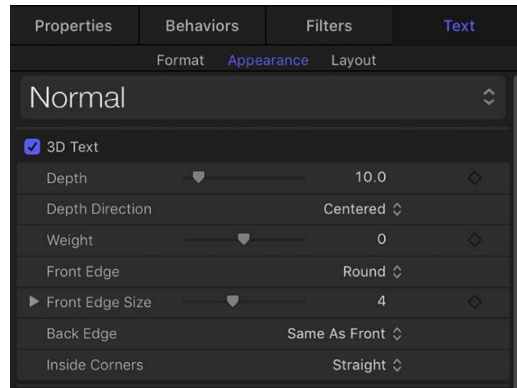 Properties Behaviors Filters Text
Format Appearance Layout
Normal
3D Text
Depth 10.0
Depth Direction Centered
Weight 0
Front Edge Round
Front Edge Size 4
Back Edge Same As Front
Inside Corners Straight